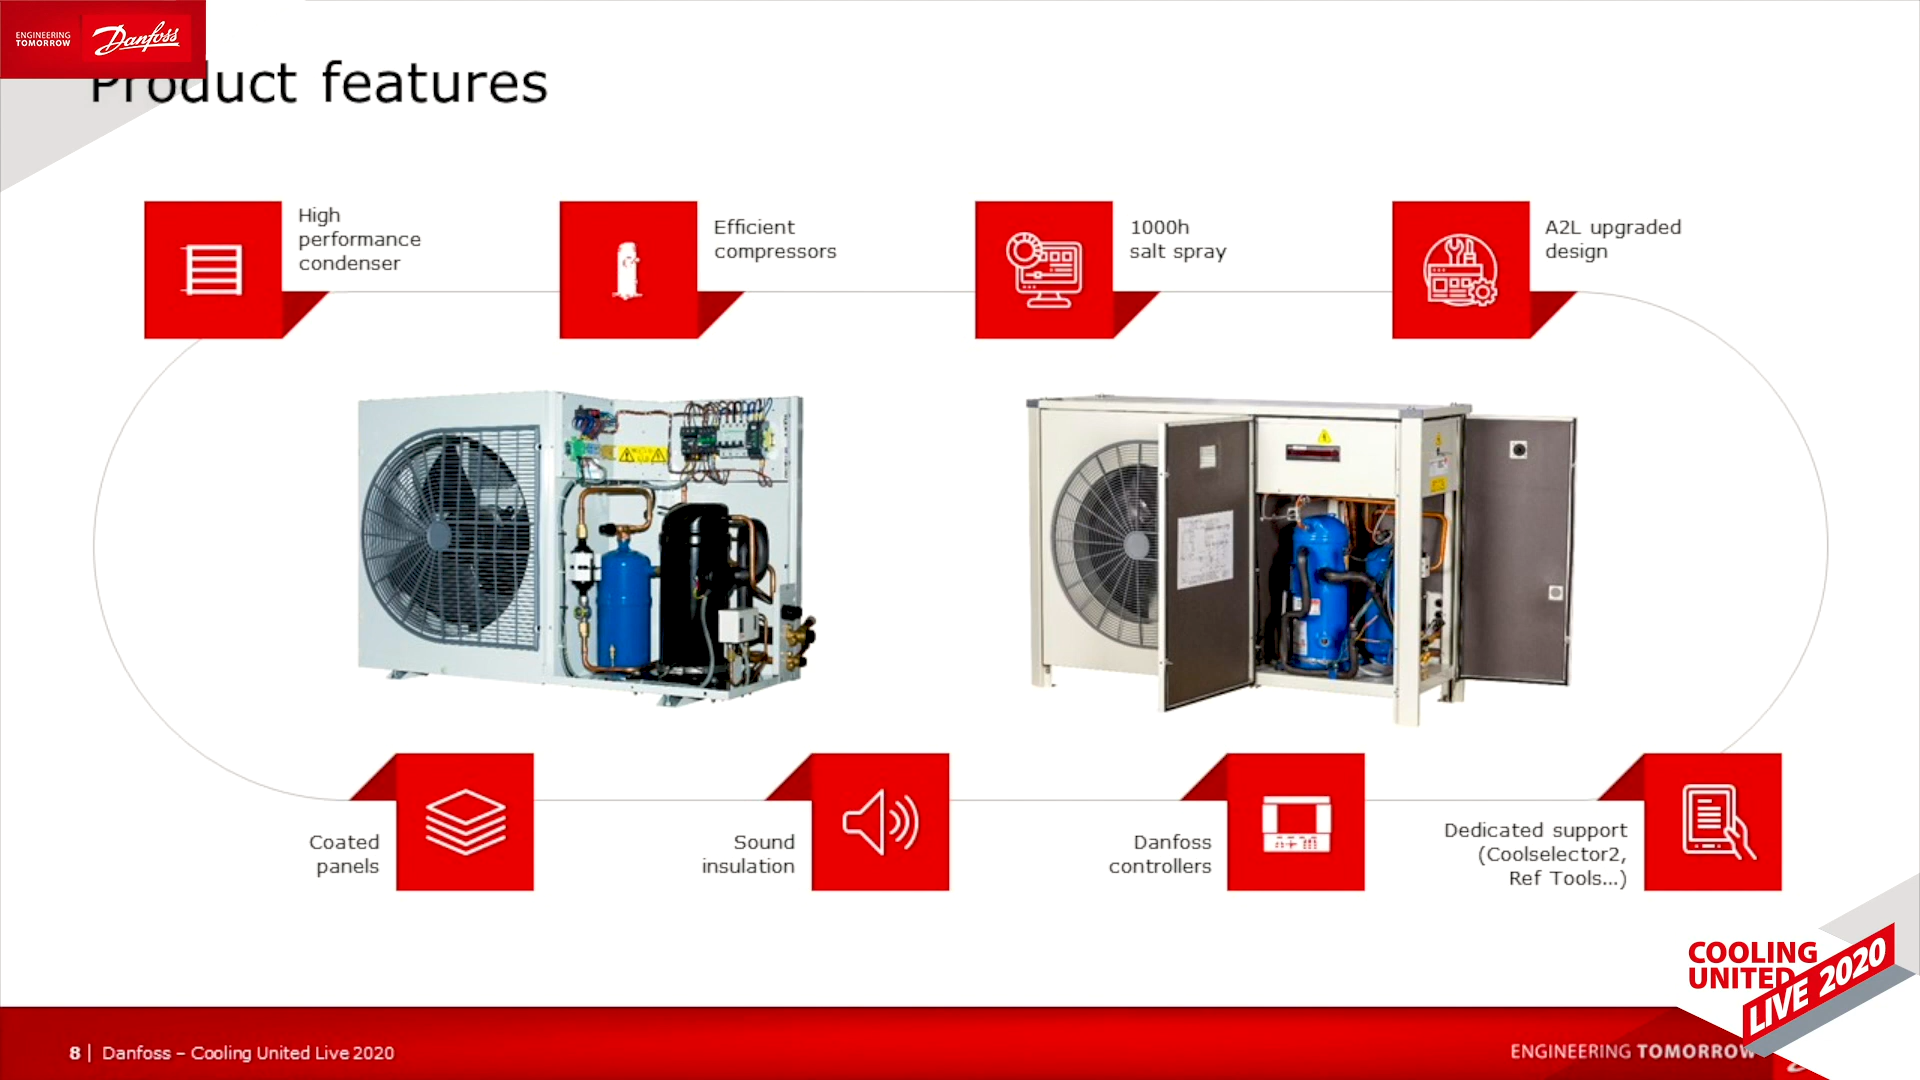 ENGINEERING
TOMORROW
Danfoss
Product features
High
performance
condenser
Efficient
compressors
1000h
salt spray
A2L upgraded
design
Coated
panels
Sound
insulation
Danfoss
controllers
Dedicated support
(Coolselector2,
Ref Tools...)
COOLING
UNITED
LIVE 2020
8 | Danfoss – Cooling United Live 2020
ENGINEERING TOMORROW